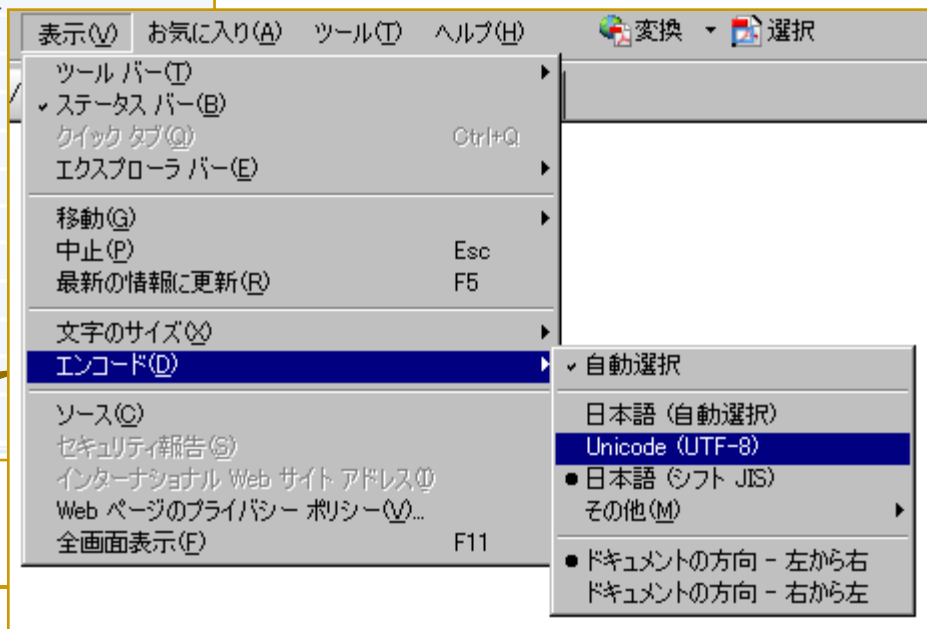 表示(V) お気に入り(A) ツール(T) ヘルプ(H) 変換 選択
ツール バー(T)
ステータス バー(B)
クイック タブ(Q) Ctrl+Q
エクスプローラ バー(E)
移動(G)
中止(P) Esc
最新の情報に更新(R) F5
文字のサイズ(X)
エンコード(D)
自動選択
日本語 (自動選択)
Unicode (UTF-8)
日本語 (シフト JIS)
その他(M)
ドキュメントの方向 - 左から右
ドキュメントの方向 - 右から左
ソース(C)
セキュリティ報告(S)
インターナショナル Web サイト アドレス(I)
Web ページのプライバシー ポリシー(V)...
全画面表示(F) F11